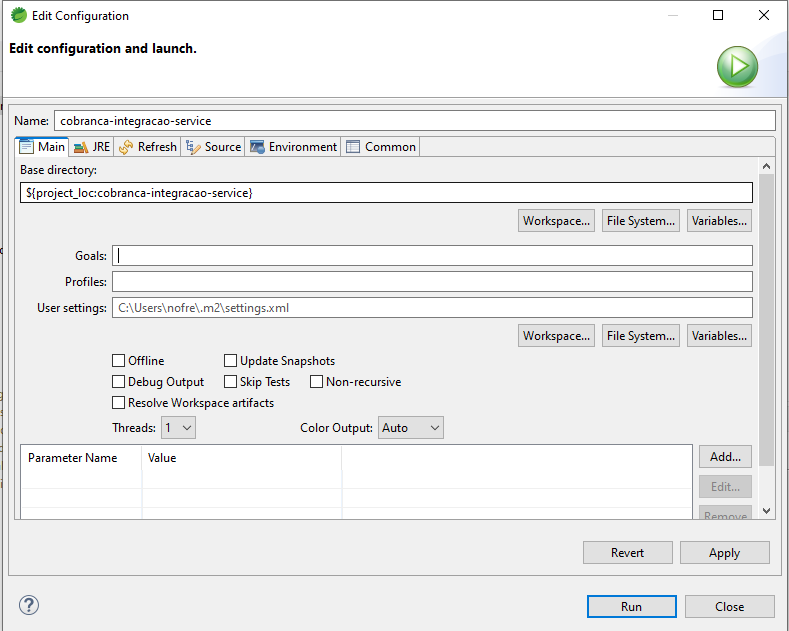 Edit Configuration
Edit configuration and launch.
Name: cobranca-integracao-service
Main JRE Refresh Source Environment Common
Base directory:
${project_loc:cobranca-integracao-service}
Workspace... File System... Variables...
Goals:
Profiles:
User settings: C:\Users\nofre\.m2\settings.xml
Workspace... File System... Variables...
Offline Update Snapshots
Debug Output Skip Tests Non-recursive
Resolve Workspace artifacts
Threads: 1 Color Output: Auto
Parameter Name Value Add...
Edit...
Remove
Revert Apply
? Run Close